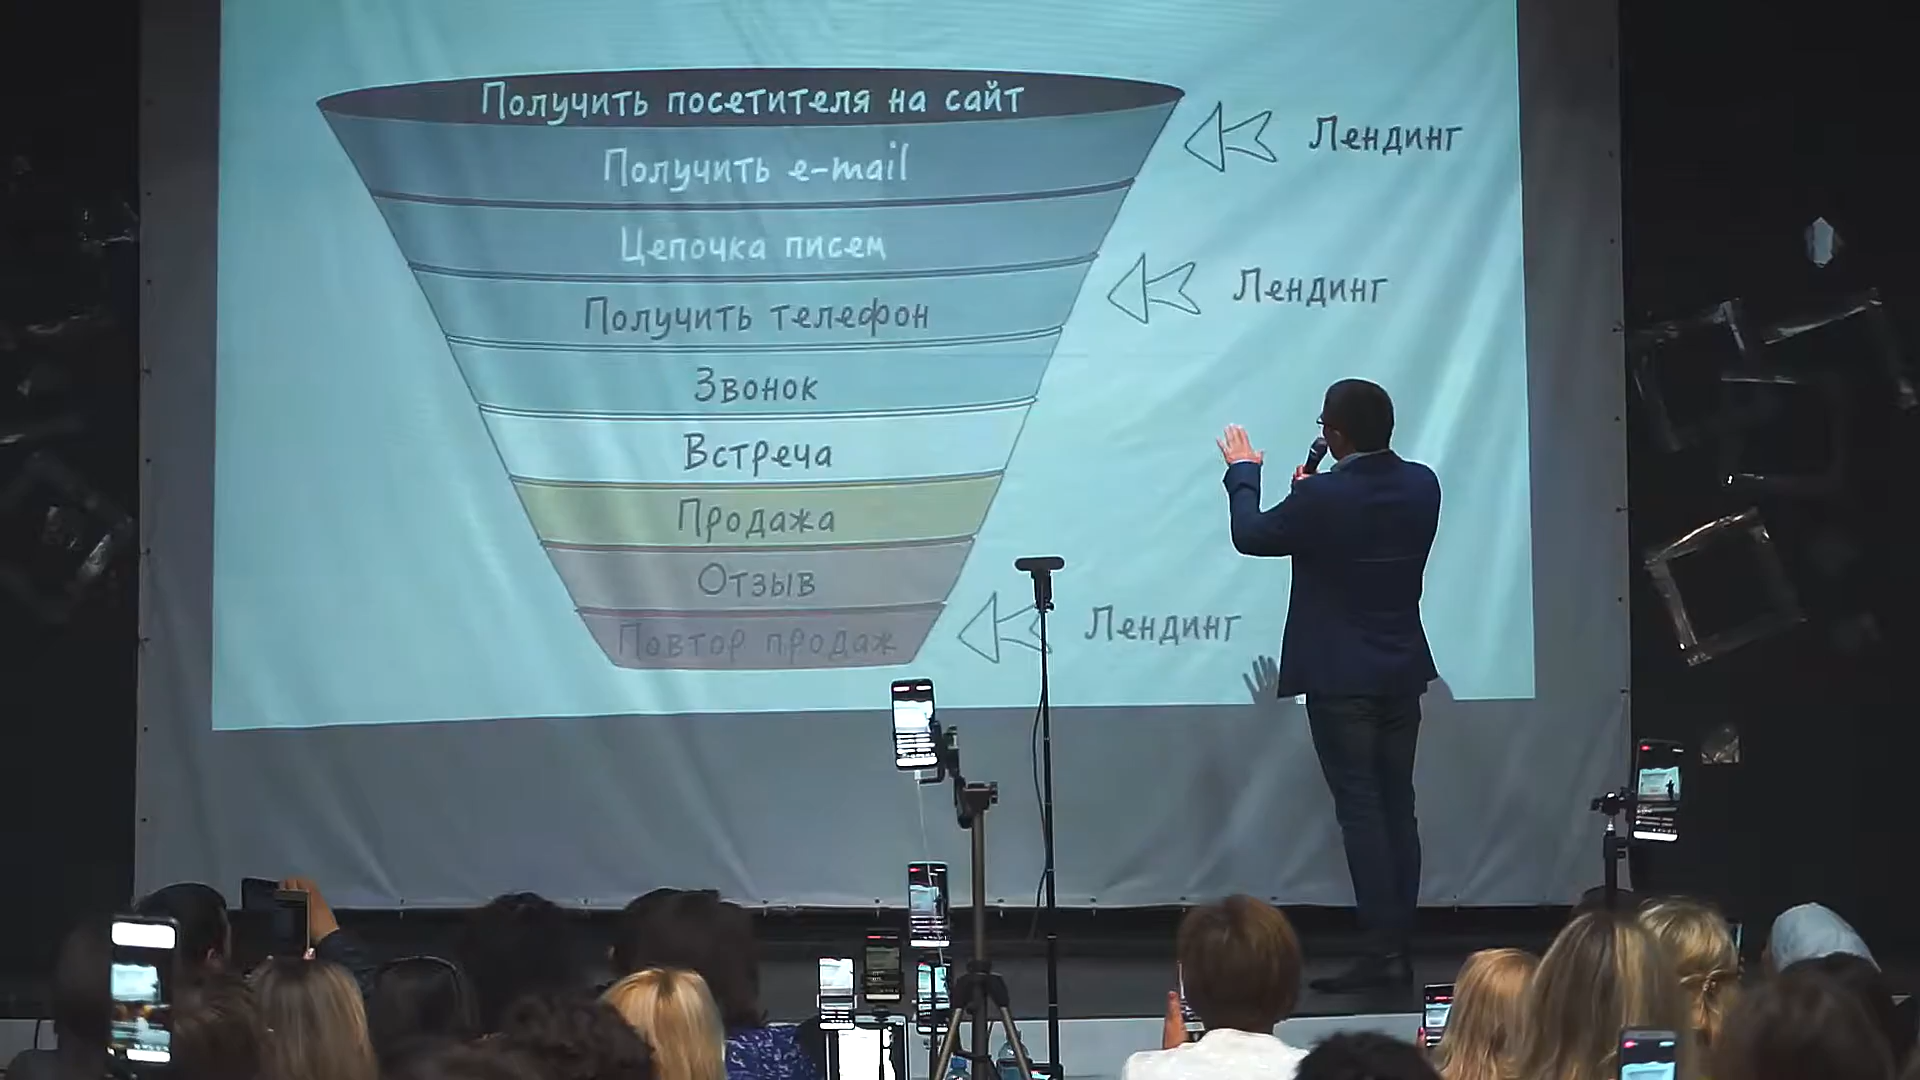 Получить посетителя на сайт
Получить e-mail
Лендинг
Цепочка писем
Получить телефон
Лендинг
Звонок
Встреча
Продажа
Отзыв
Повтор продаж
Лендинг